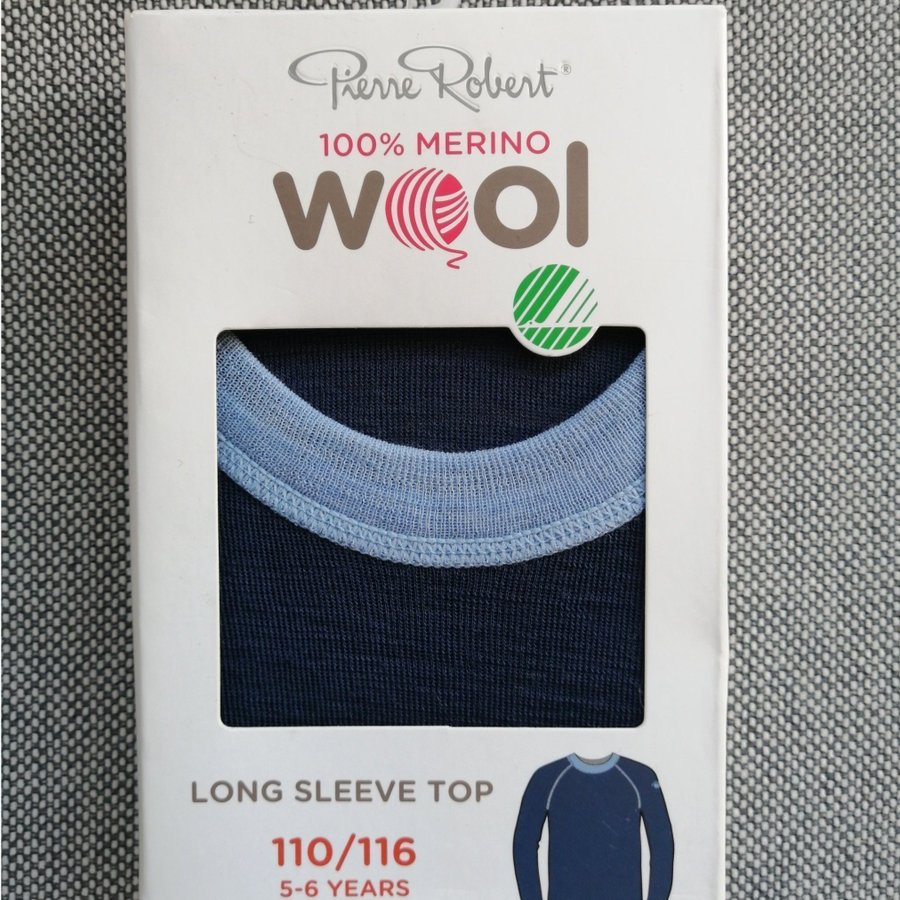 Pierre Robert®
100% MERINO
wool
LONG SLEEVE TOP
110/116
5-6 YEARS